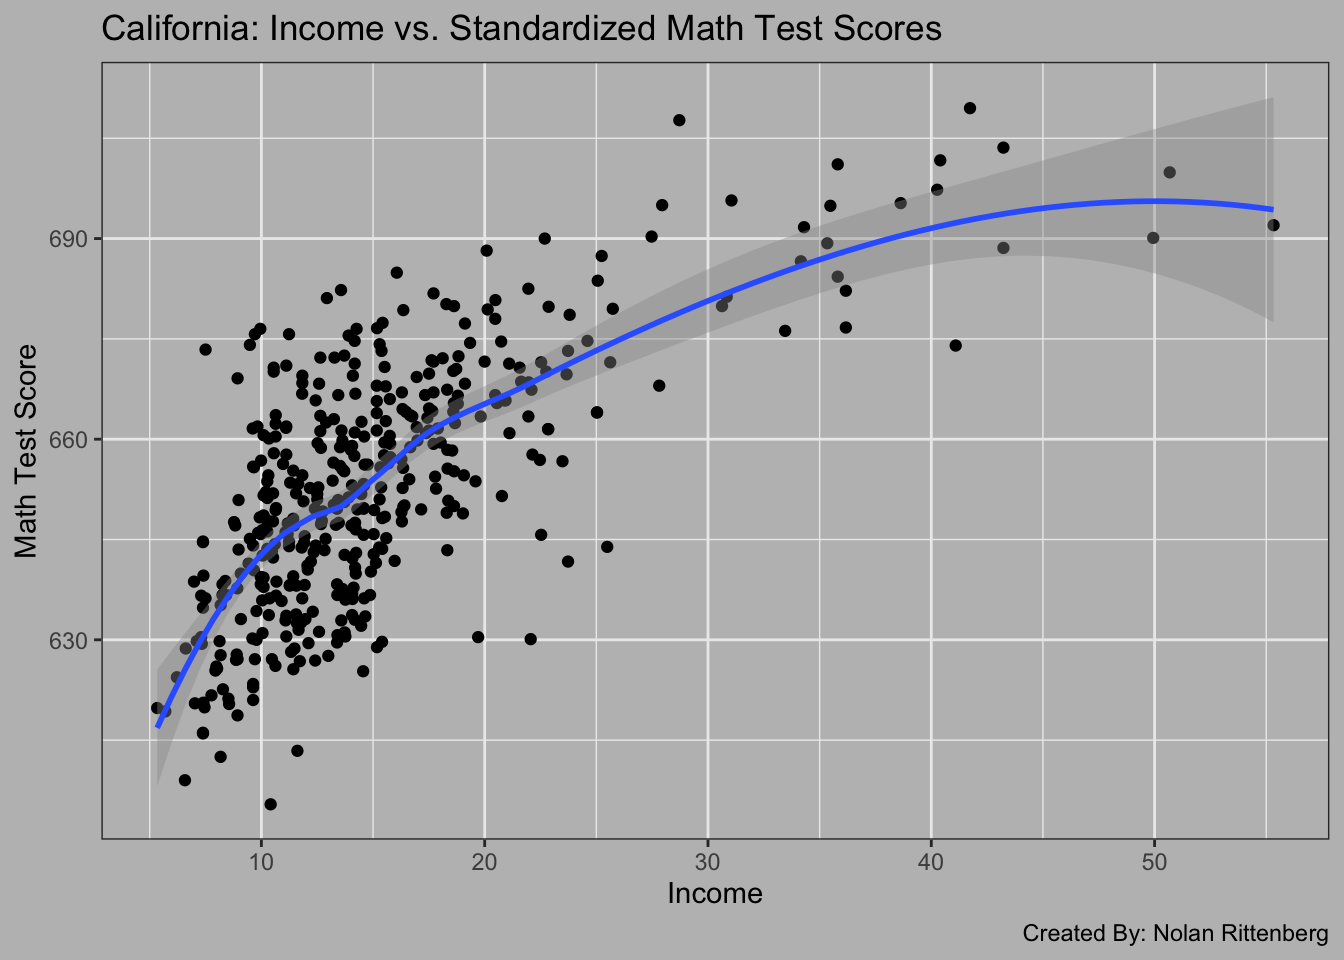 California: Income vs. Standardized Math Test Scores
Math Test Score
690
660
630
10 20 30 40 50
Income
Created By: Nolan Rittenberg